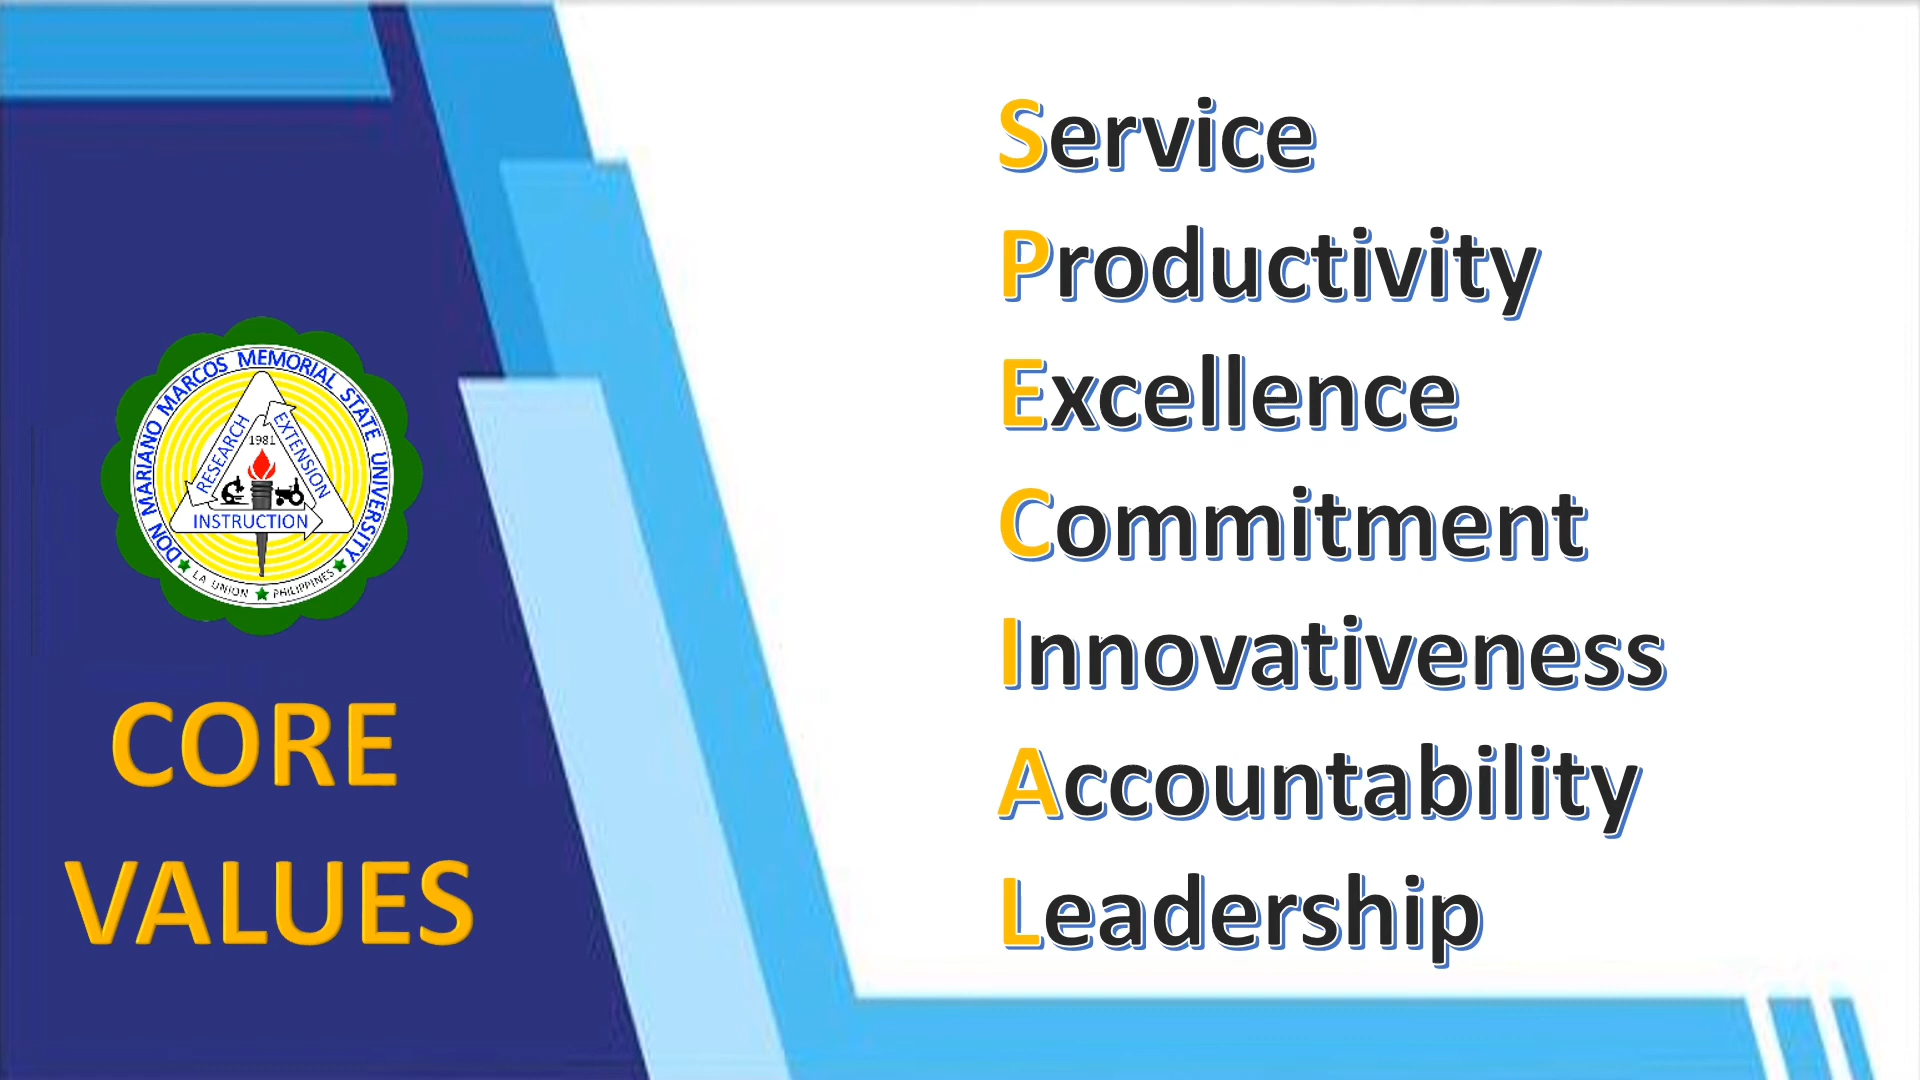 DON MARIANO MARCOS MEMORIAL STATE UNIVERSITY
1981
RESEARCH
EXTENSION
INSTRUCTION
LA UNION PHILIPPINES
CORE
VALUES
Service
Productivity
Excellence
Commitment
Innovativeness
Accountability
Leadership